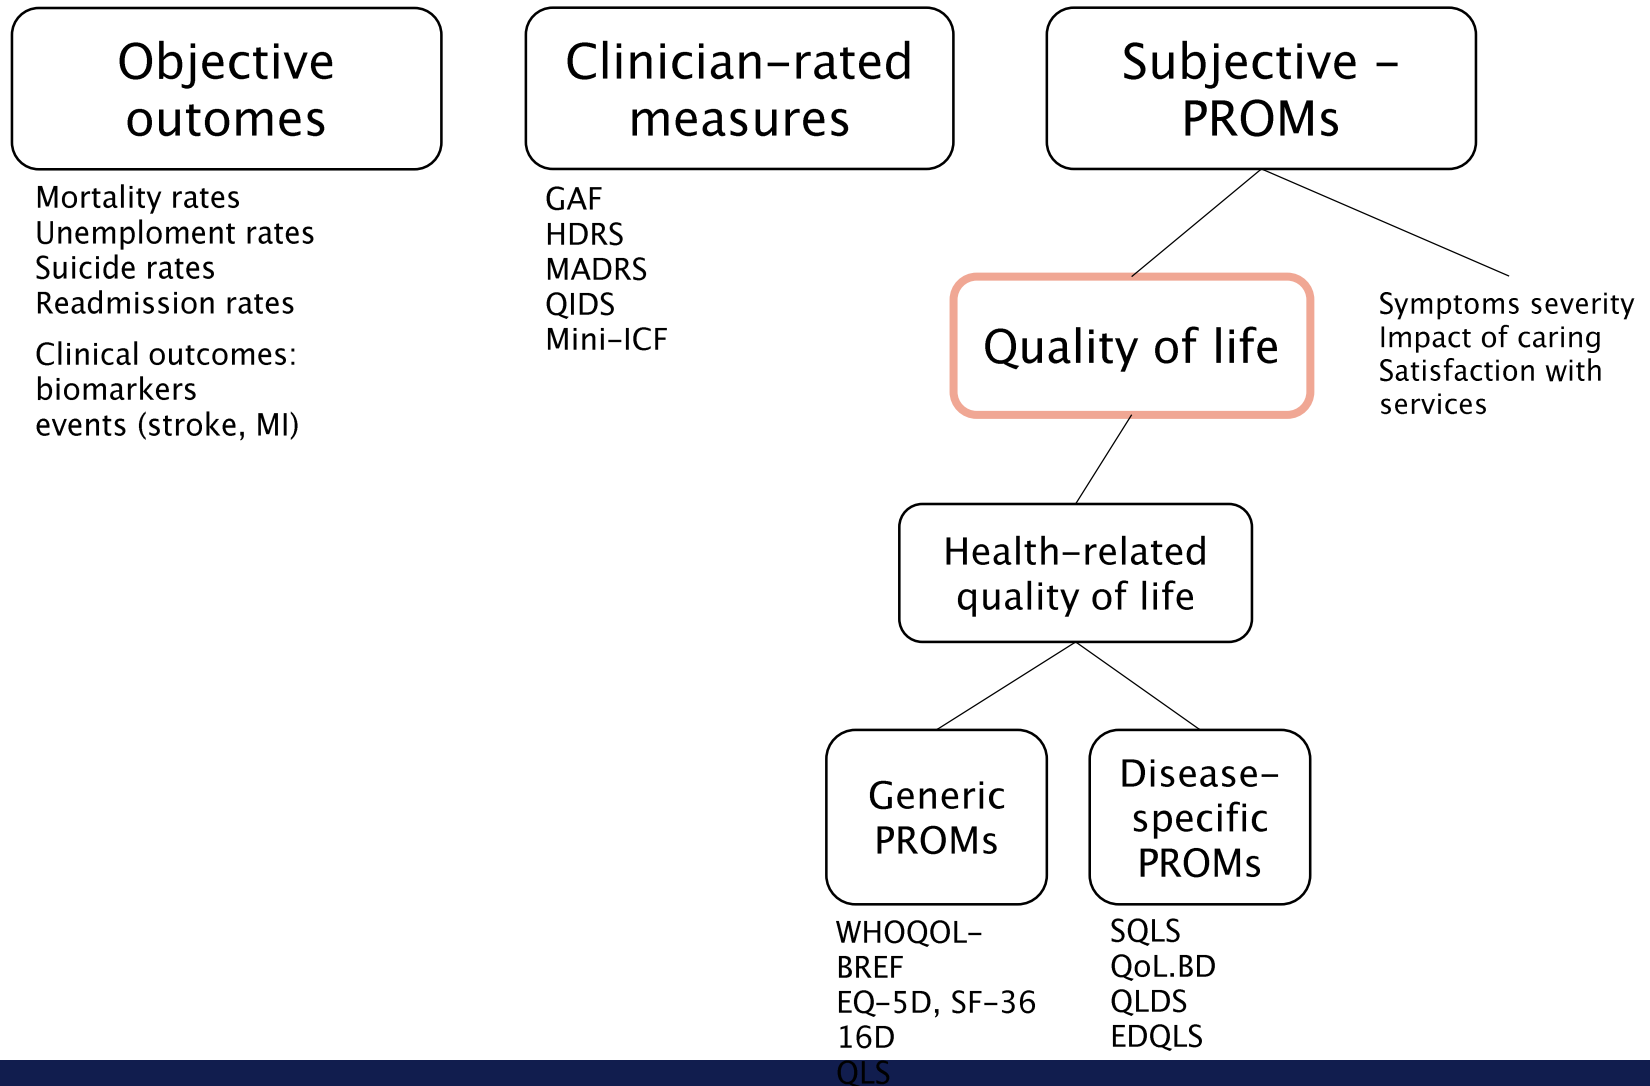 Objective
outcomes
Mortality rates
Unemploment rates
Suicide rates
Readmission rates
Clinical outcomes:
biomarkers
events (stroke, MI)
Clinician-rated
measures
GAF
HDRS
MADRS
QIDS
Mini-ICF
Subjective -
PROMs
Quality of life
Symptoms severity
Impact of caring
Satisfaction with
services
Health-related
quality of life
Generic
PROMs
WHOQOL-
BREF
EQ-5D, SF-36
16D
QLS
Disease-
specific
PROMs
SQLS
QoL.BD
QLDS
EDQLS